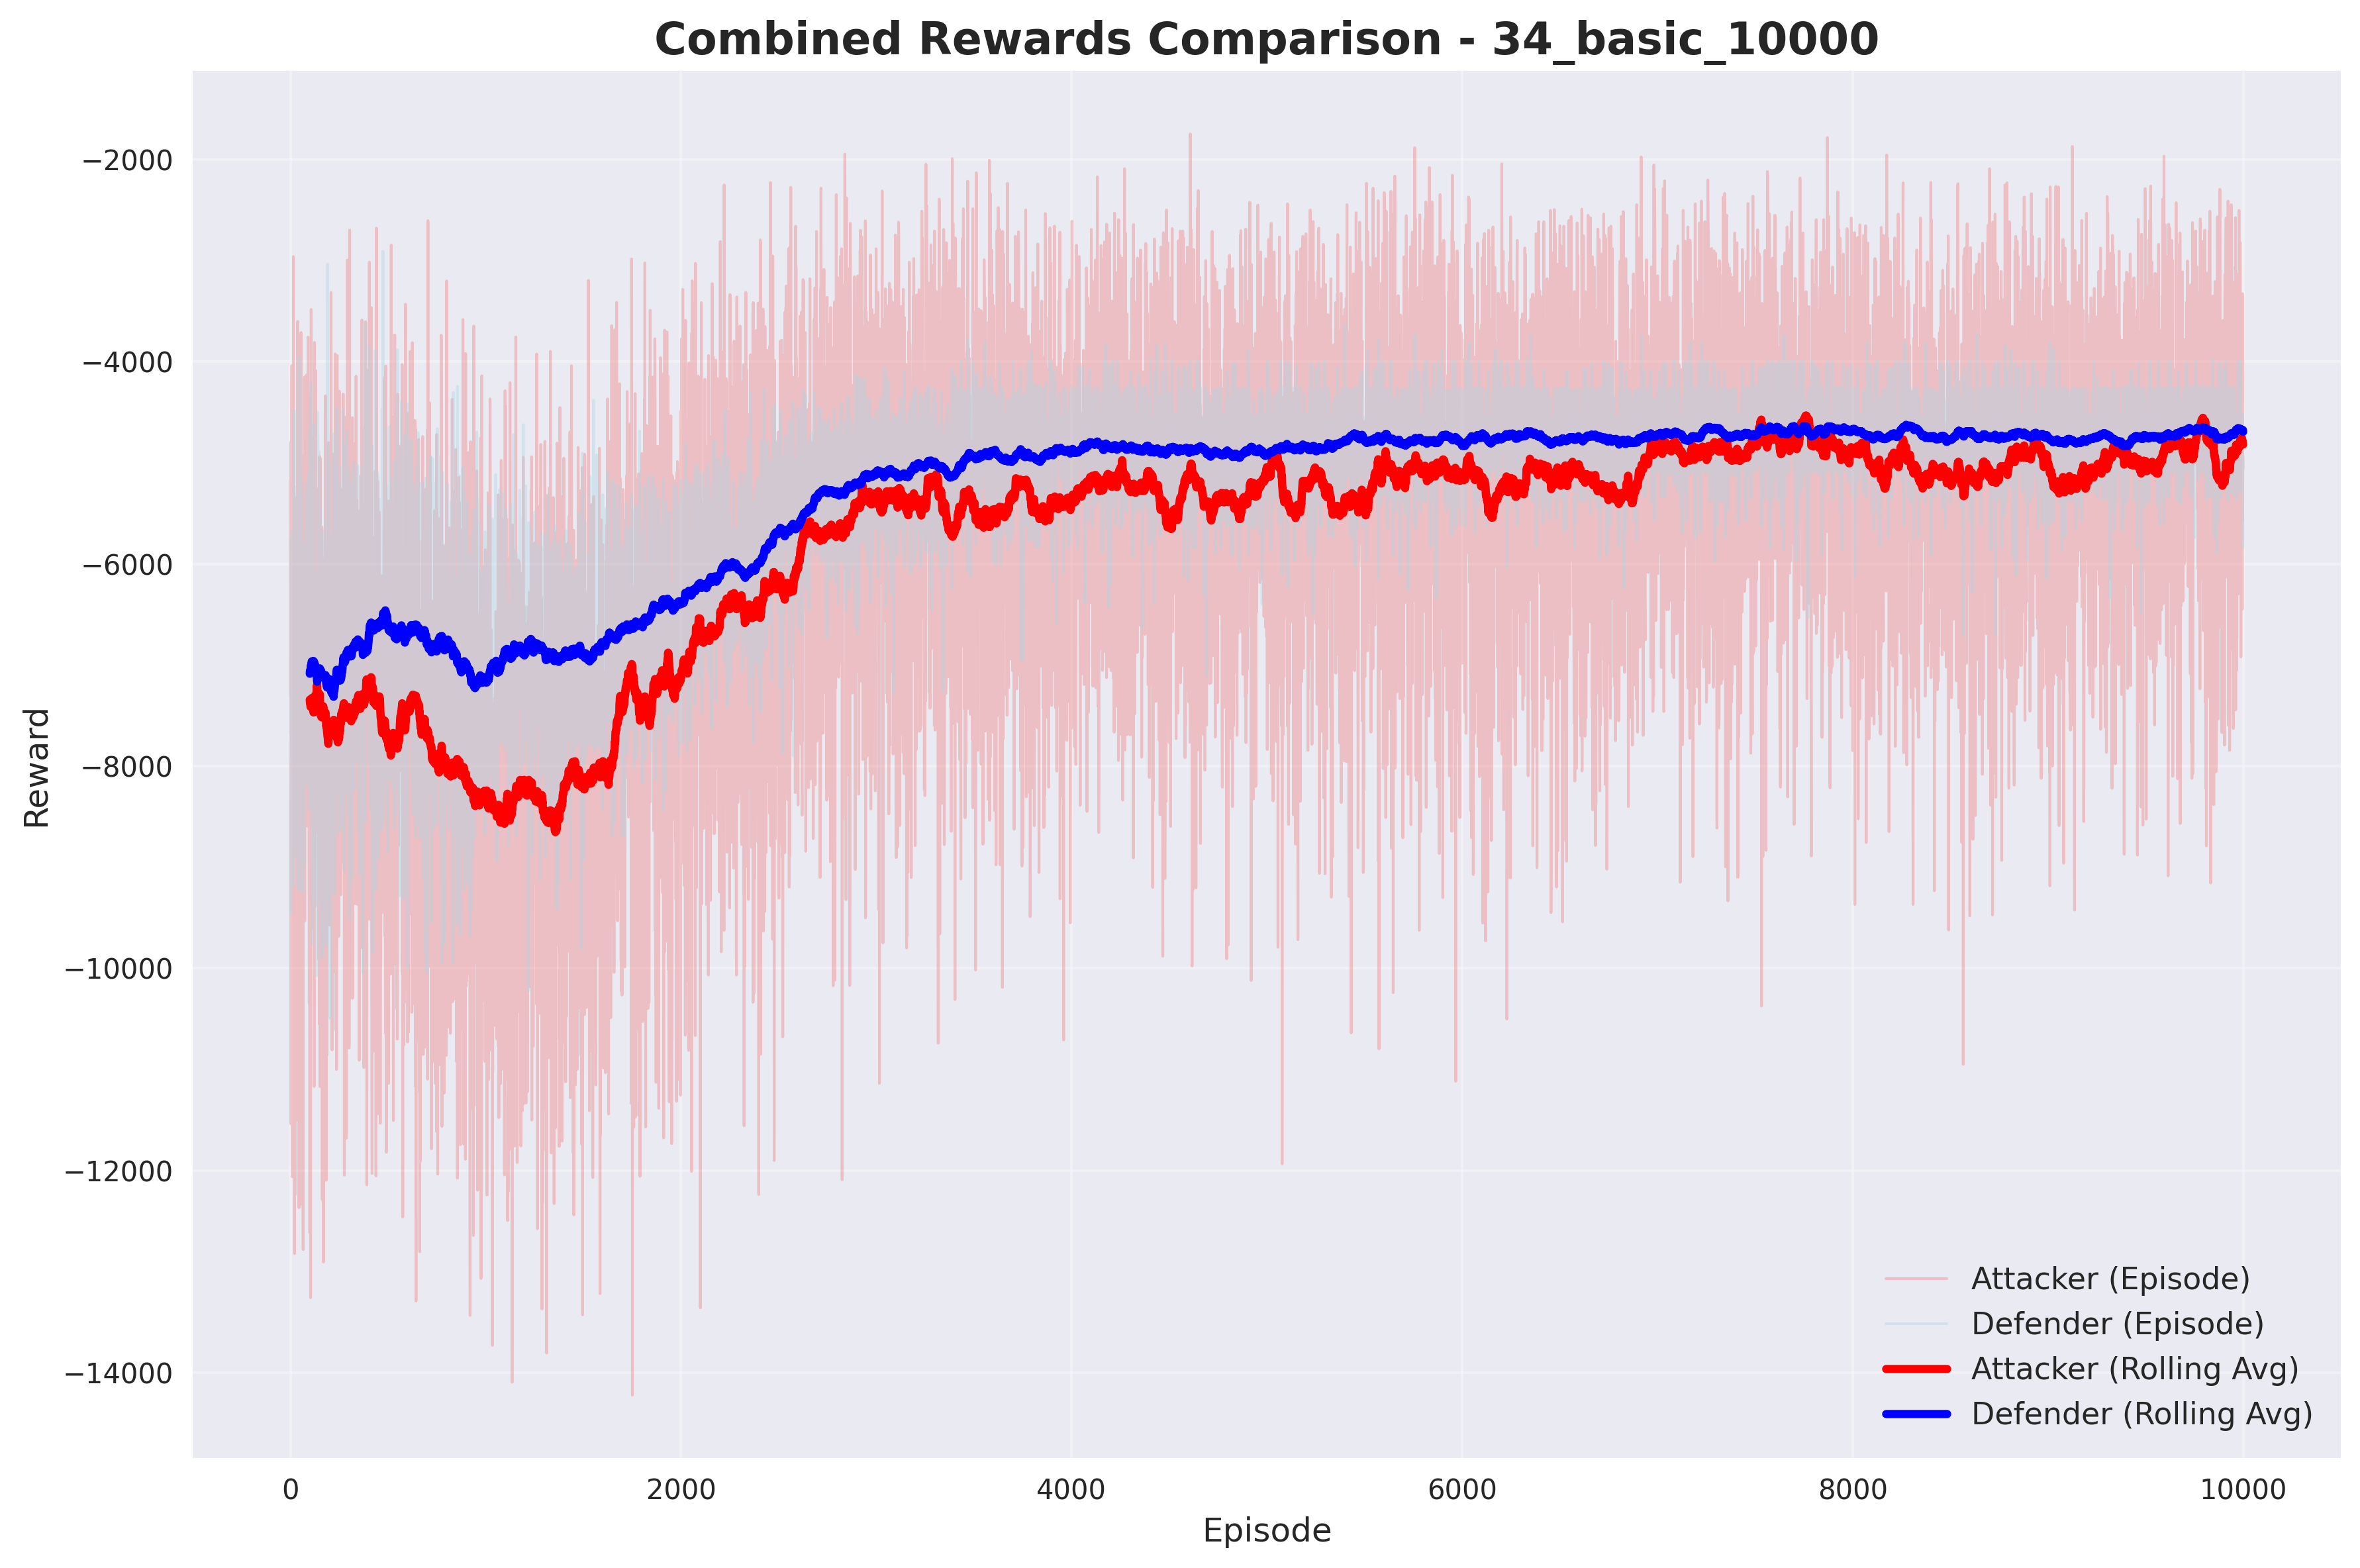 Combined Rewards Comparison - 34_basic_10000
−2000
−4000
−6000
−8000
−10000
−12000
−14000
Reward
0
2000
4000
6000
8000
10000
Episode
Attacker (Episode)
Defender (Episode)
Attacker (Rolling Avg)
Defender (Rolling Avg)